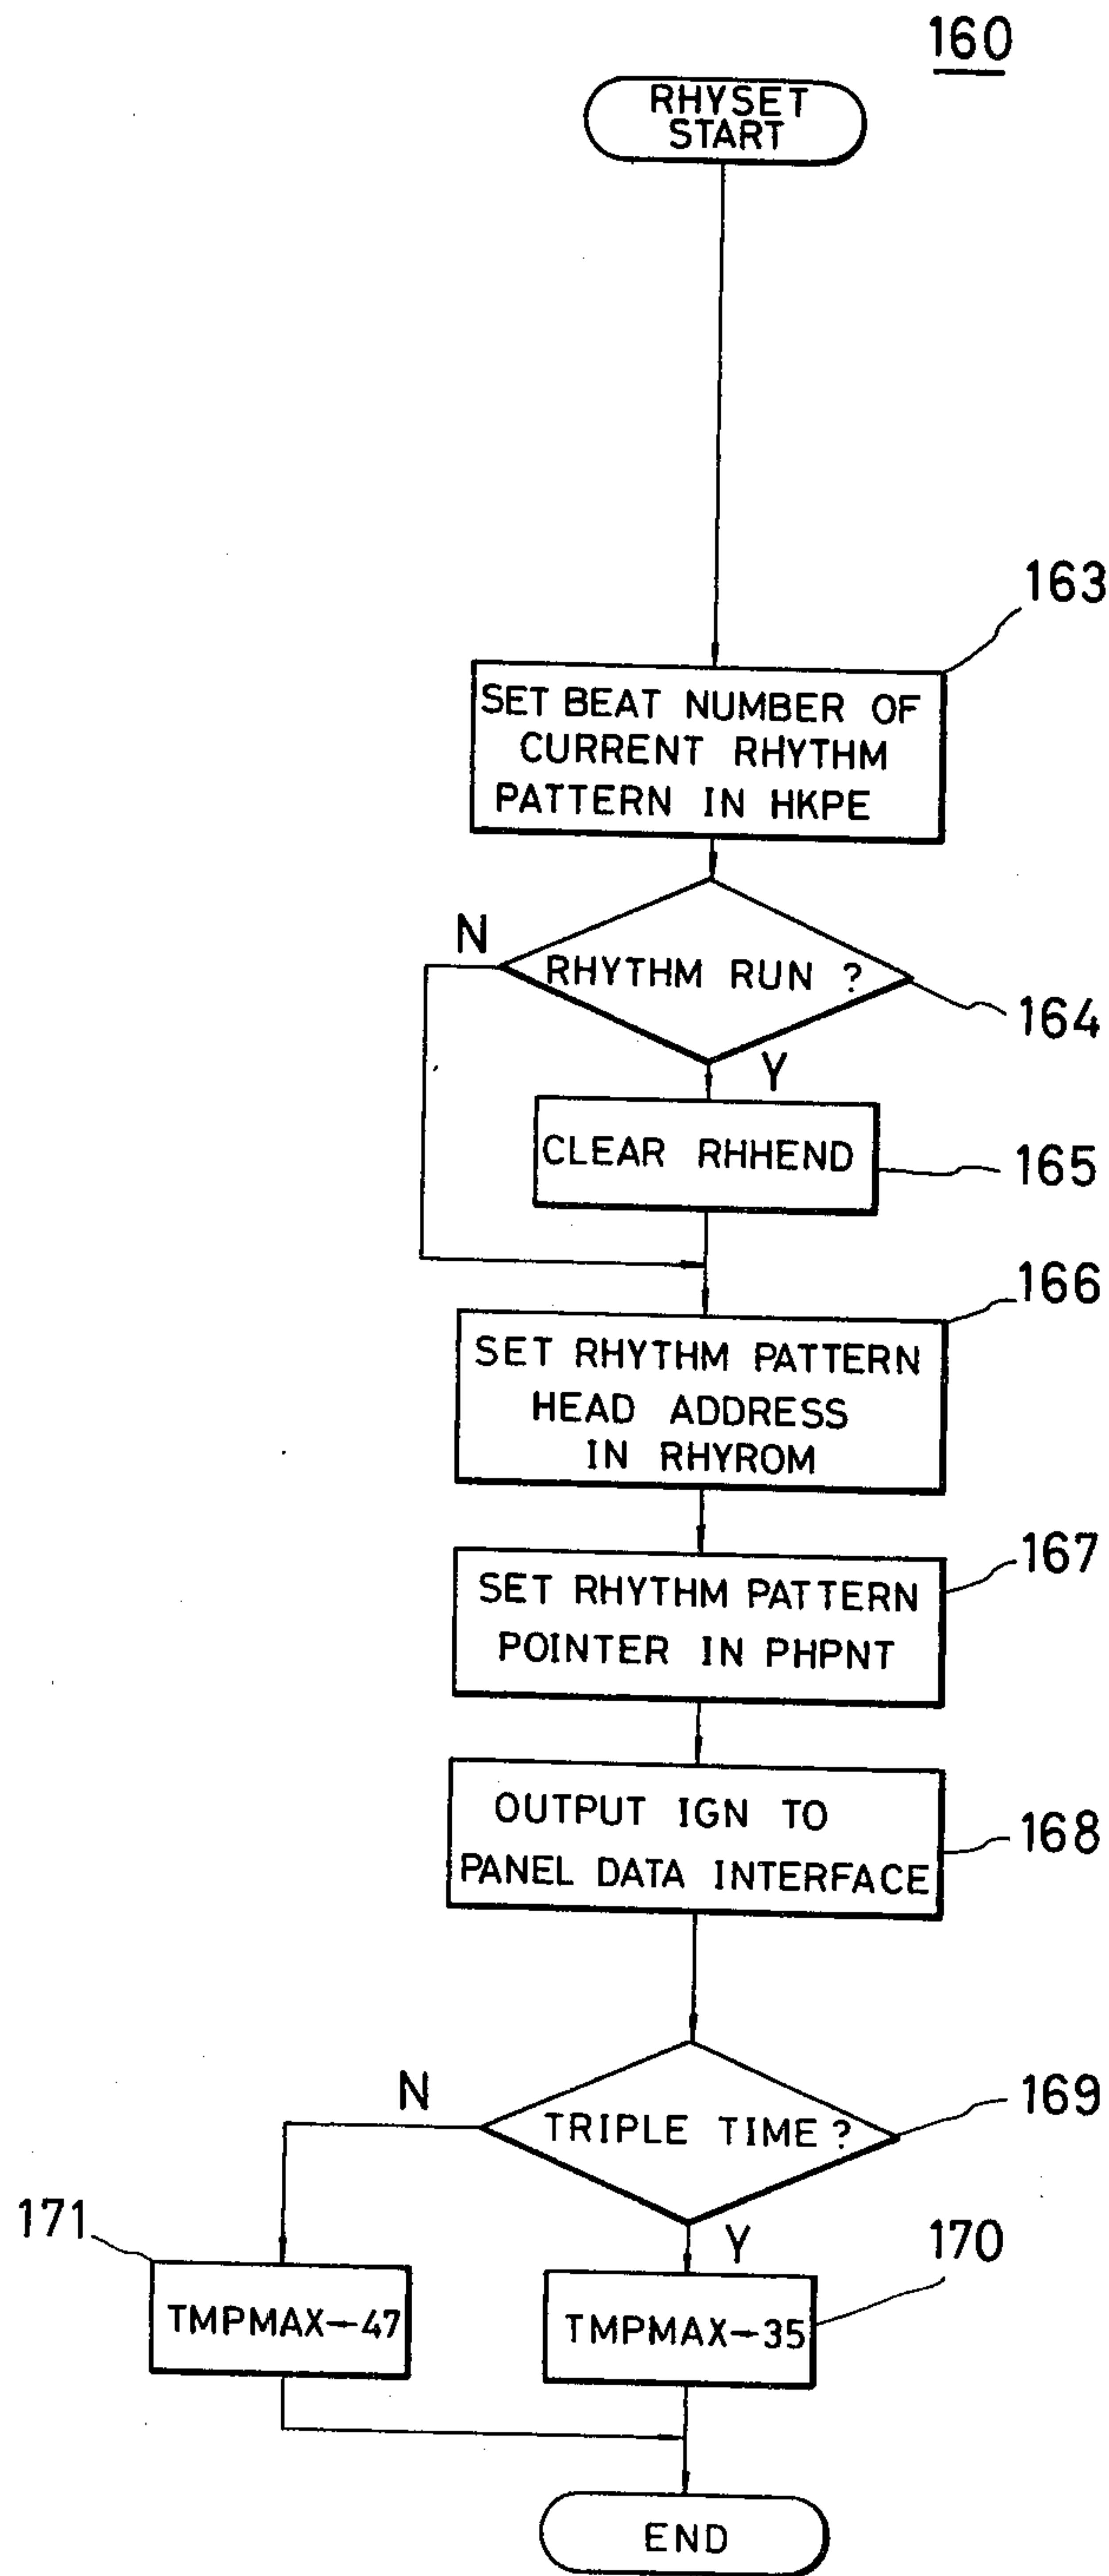 160
RHYSET
START
163
SET BEAT NUMBER OF
CURRENT RHYTHM
PATTERN IN HKPE
N
RHYTHM RUN ?
164
Y
CLEAR RHHEND
165
166
SET RHYTHM PATTERN
HEAD ADDRESS
IN RHYROM
167
SET RHYTHM PATTERN
POINTER IN PHPNT
OUTPUT IGN TO
PANEL DATA INTERFACE
168
N
TRIPLE TIME ?
169
171
Y
170
TMPMAX←47
TMPMAX←35
END